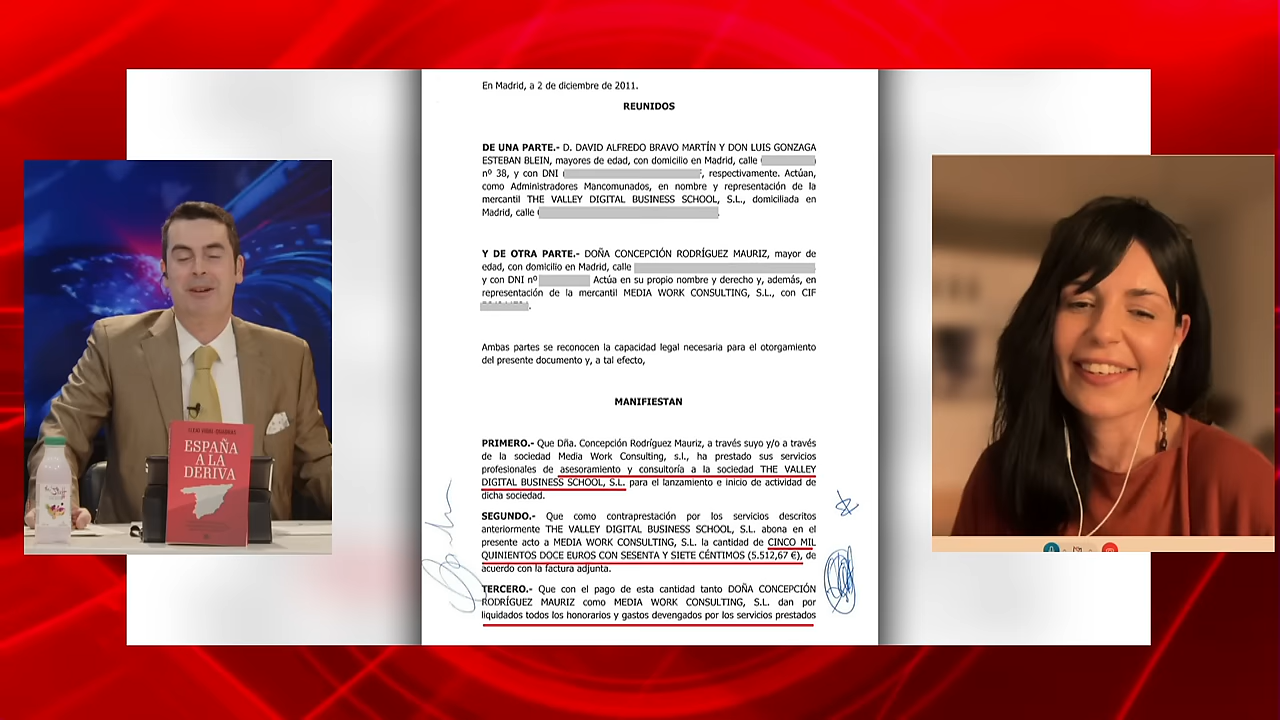 En Madrid, a 2 de diciembre de 2011.
REUNIDOS
DE UNA PARTE.- D. DAVID ALFREDO BRAVO MARTÍN Y DON LUIS GONZAGA
ESTEBAN BLEIN, mayores de edad, con domicilio en Madrid, calle
nº 38, y con DNI , respectivamente. Actúan,
como Administradores Mancomunados, en nombre y representación de la
mercantil THE VALLEY DIGITAL BUSINESS SCHOOL, S.L., domiciliada en
Madrid, calle .
Y DE OTRA PARTE.- DOÑA CONCEPCIÓN RODRÍGUEZ MAURIZ, mayor de
edad, con domicilio en Madrid, calle
y con DNI nº Actúa en su propio nombre y derecho y, además, en
representación de la mercantil MEDIA WORK CONSULTING, S.L., con CIF
.
Ambas partes se reconocen la capacidad legal necesaria para el otorgamiento
del presente documento y, a tal efecto,
MANIFIESTAN
PRIMERO.- Que Dña. Concepción Rodríguez Mauriz, a través suyo y/o a través
de la sociedad Media Work Consulting, s.l., ha prestado sus servicios
profesionales de asesoramiento y consultoría a la sociedad THE VALLEY
DIGITAL BUSINESS SCHOOL, S.L. para el lanzamiento e inicio de actividad de
dicha sociedad.
SEGUNDO.- Que como contraprestación por los servicios descritos
anteriormente THE VALLEY DIGITAL BUSINESS SCHOOL, S.L. abona en el
presente acto a MEDIA WORK CONSULTING, S.L. la cantidad de CINCO MIL
QUINIENTOS DOCE EUROS CON SESENTA Y SIETE CÉNTIMOS (5.512,67 €), de
acuerdo con la factura adjunta.
TERCERO.- Que con el pago de esta cantidad tanto DOÑA CONCEPCIÓN
RODRÍGUEZ MAURIZ como MEDIA WORK CONSULTING, S.L. dan por
liquidados todos los honorarios y gastos devengados por los servicios prestados
ESPAÑA
A LA
DERIVA